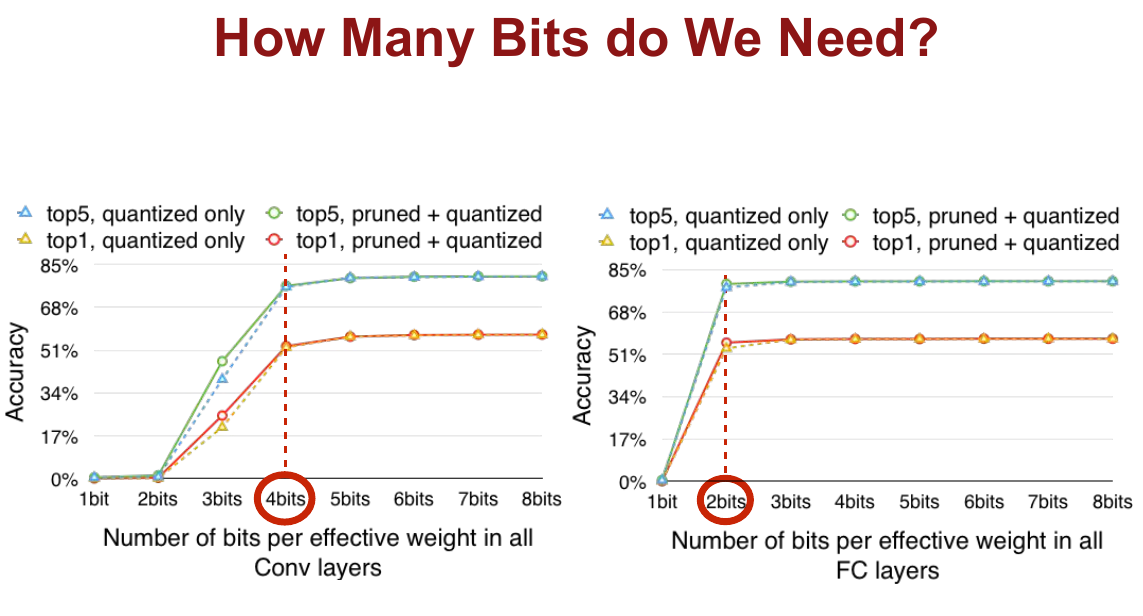 How Many Bits do We Need?
top5, quantized only top5, pruned + quantized
top1, quantized only top1, pruned + quantized
85%
68%
51%
34%
17%
0%
Accuracy
1bit 2bits 3bits 4bits 5bits 6bits 7bits 8bits
Number of bits per effective weight in all
Conv layers
top5, quantized only top5, pruned + quantized
top1, quantized only top1, pruned + quantized
85%
68%
51%
34%
17%
0%
Accuracy
1bit 2bits 3bits 4bits 5bits 6bits 7bits 8bits
Number of bits per effective weight in all
FC layers